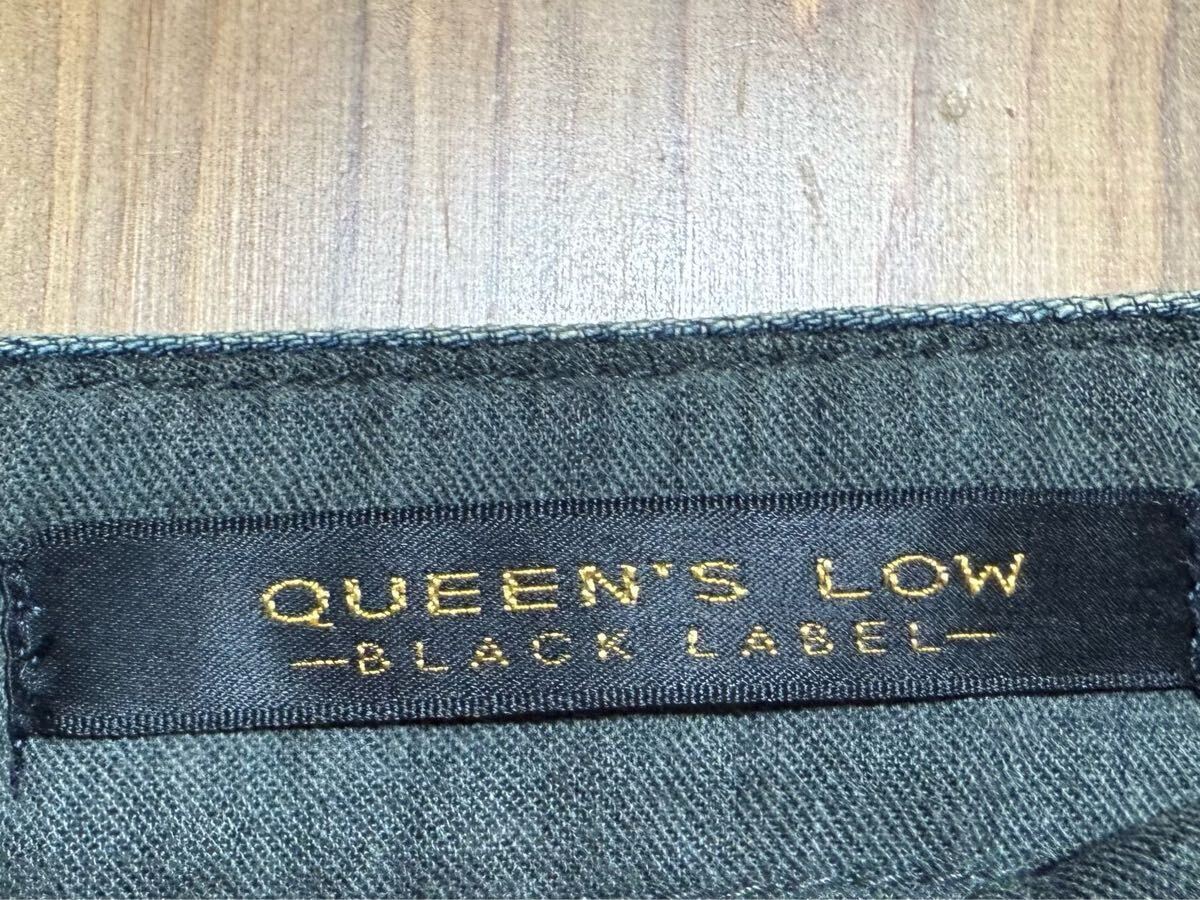 QUEEN'S LOW
—BLACK LABEL—